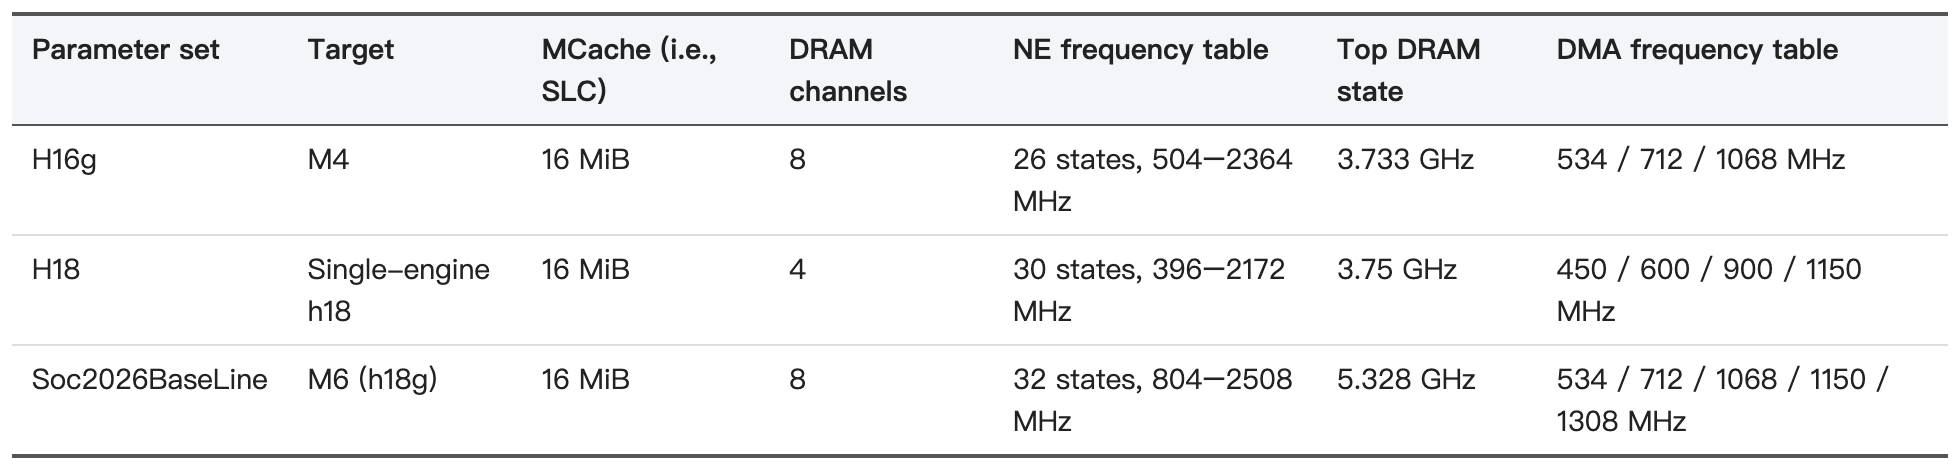 Parameter set Target MCache (i.e., DRAM NE frequency table Top DRAM DMA frequency table
SLC) channels state
H16g M4 16 MiB 8 26 states, 504–2364 3.733 GHz 534 / 712 / 1068 MHz
MHz
H18 Single-engine 16 MiB 4 30 states, 396–2172 3.75 GHz 450 / 600 / 900 / 1150
h18 MHz MHz
Soc2026BaseLine M6 (h18g) 16 MiB 8 32 states, 804–2508 5.328 GHz 534 / 712 / 1068 / 1150 /
MHz 1308 MHz